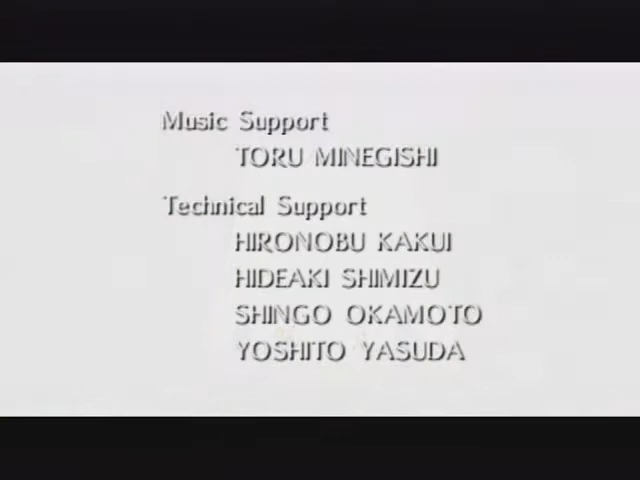 Music Support
TORU MINEGISHI
Technical Support
HIRONOBU KAKUI
HIDEAKI SHIMIZU
SHINGO OKAMOTO
YOSHITO YASUDA